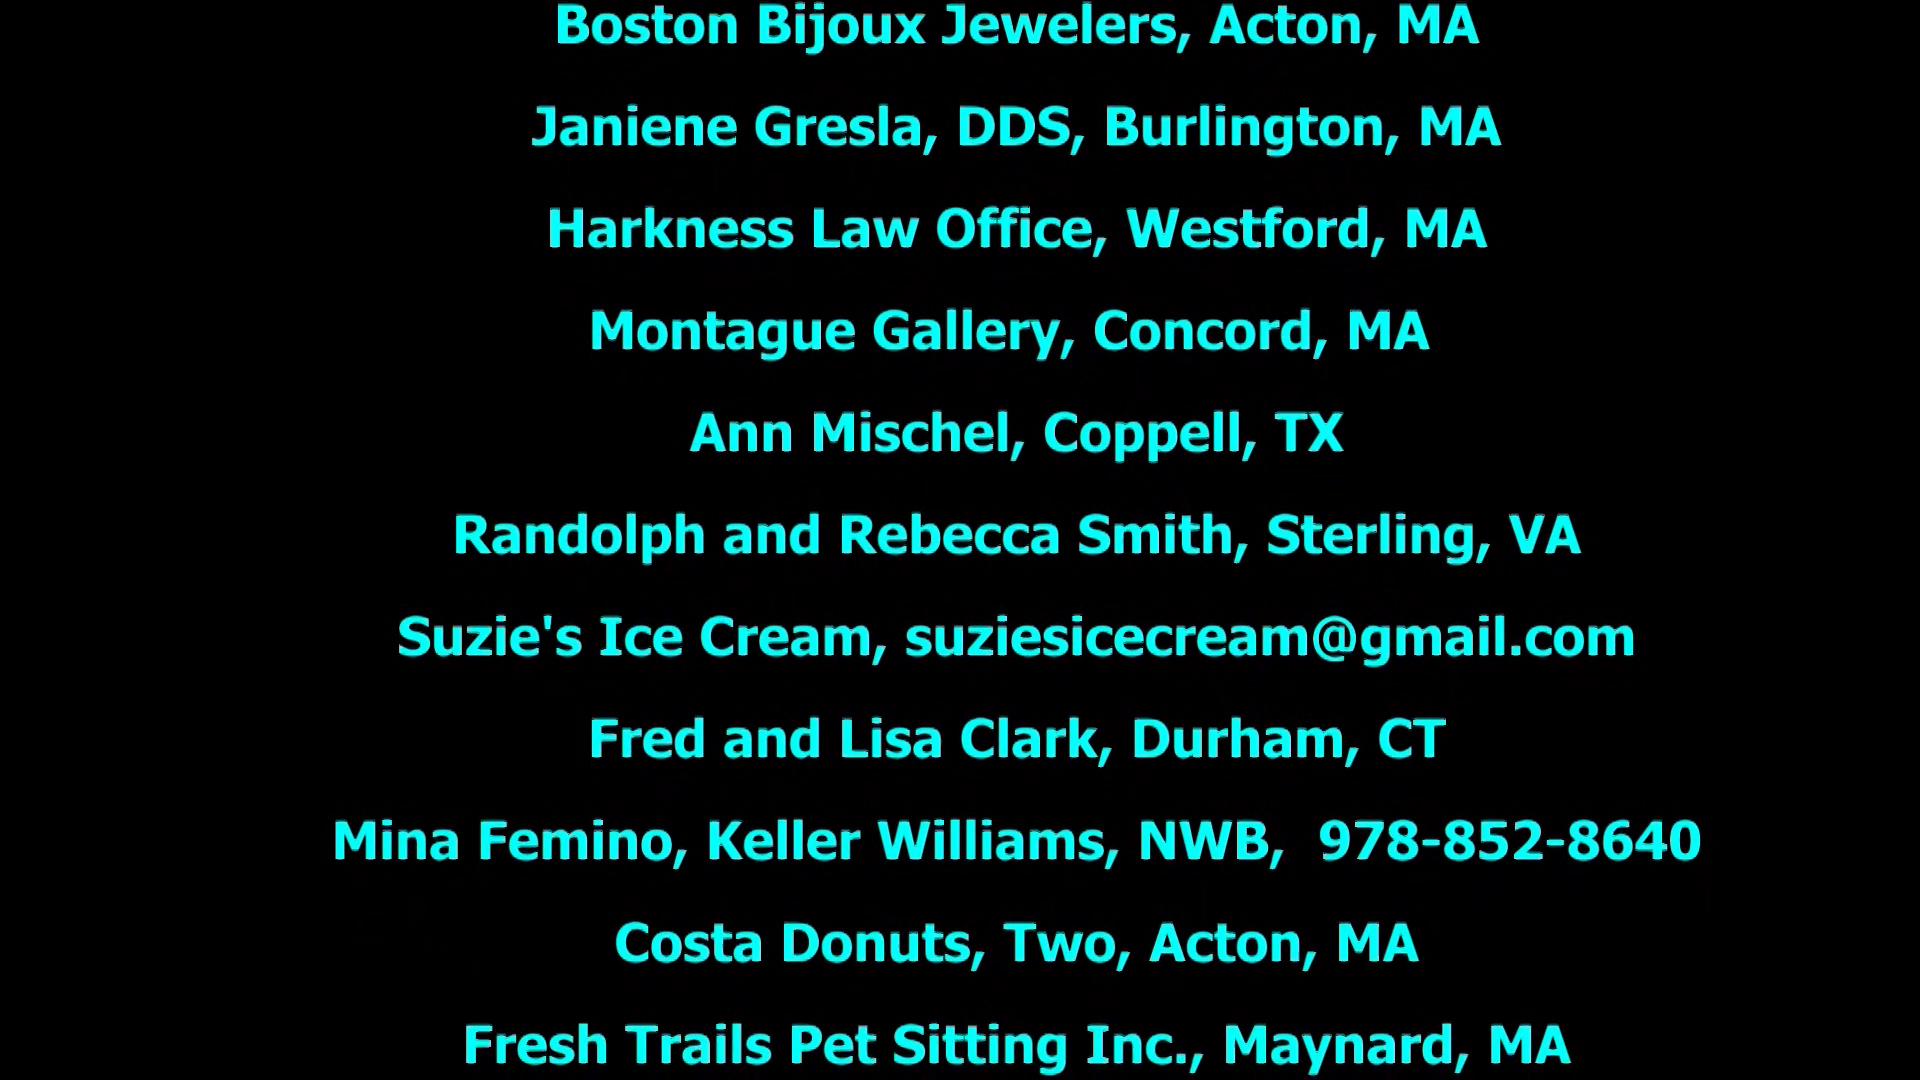 Boston Bijoux Jewelers, Acton, MA
Janiene Gresla, DDS, Burlington, MA
Harkness Law Office, Westford, MA
Montague Gallery, Concord, MA
Ann Mischel, Coppell, TX
Randolph and Rebecca Smith, Sterling, VA
Suzie's Ice Cream, suziesicecream@gmail.com
Fred and Lisa Clark, Durham, CT
Mina Femino, Keller Williams, NWB,  978-852-8640
Costa Donuts, Two, Acton, MA
Fresh Trails Pet Sitting Inc., Maynard, MA